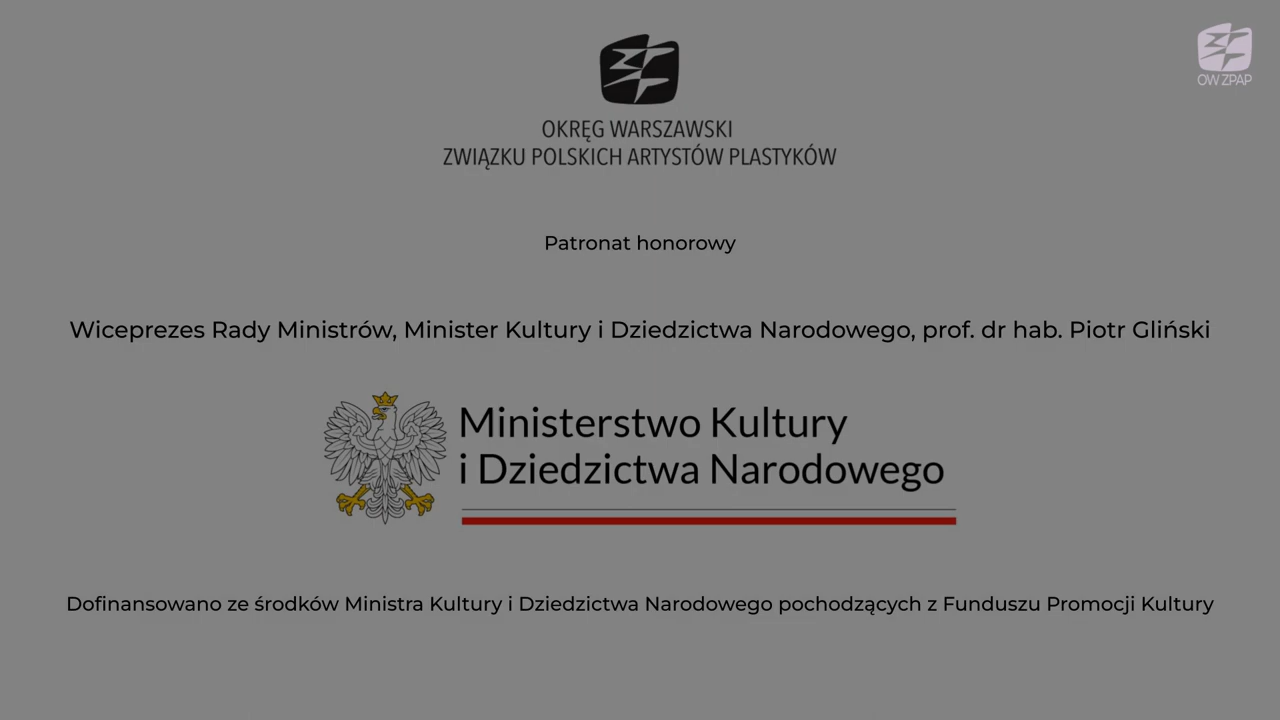 OW ZPAP
OKRĘG WARSZAWSKI
ZWIĄZKU POLSKICH ARTYSTÓW PLASTYKÓW
Patronat honorowy
Wiceprezes Rady Ministrów, Minister Kultury i Dziedzictwa Narodowego, prof. dr hab. Piotr Gliński
Ministerstwo Kultury
i Dziedzictwa Narodowego
Dofinansowano ze środków Ministra Kultury i Dziedzictwa Narodowego pochodzących z Funduszu Promocji Kultury